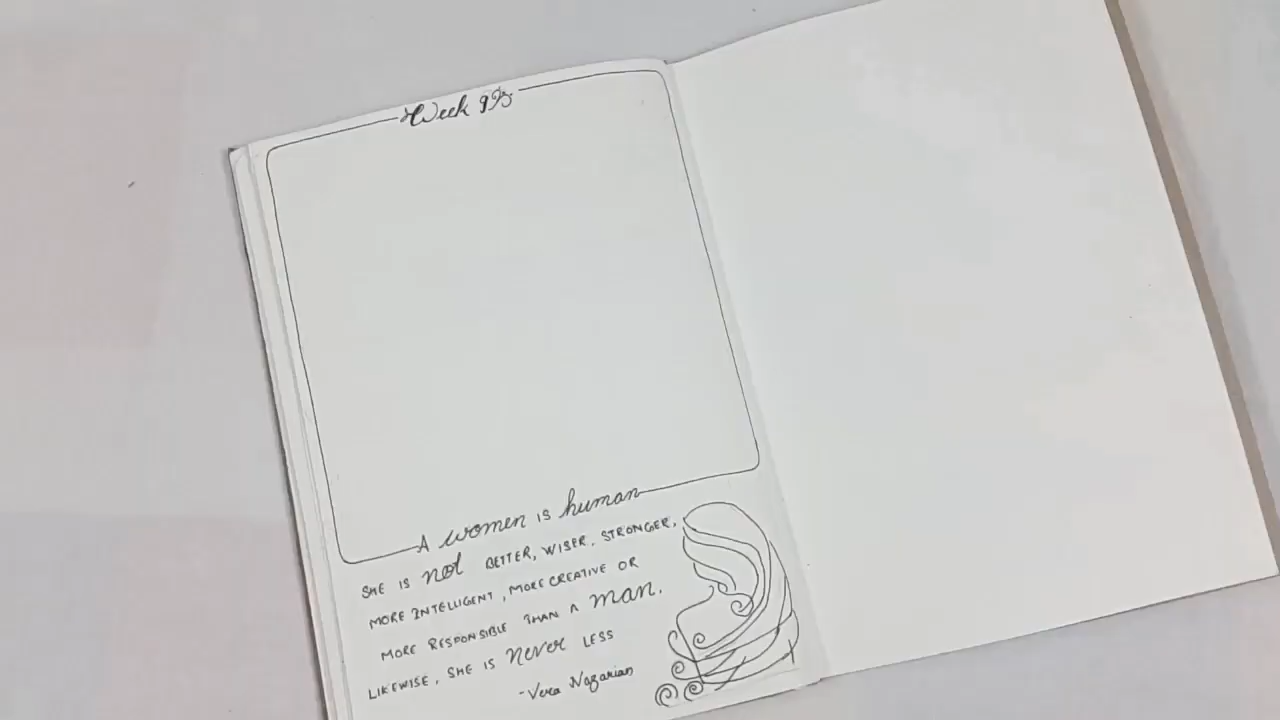 Week 93
A women is human
SHE IS not BETTER, WISER, STRONGER,
MORE INTELLIGENT, MORE CREATIVE OR
MORE RESPONSIBLE THAN A man.
LIKEWISE, SHE IS never LESS
-Vera Nazarian